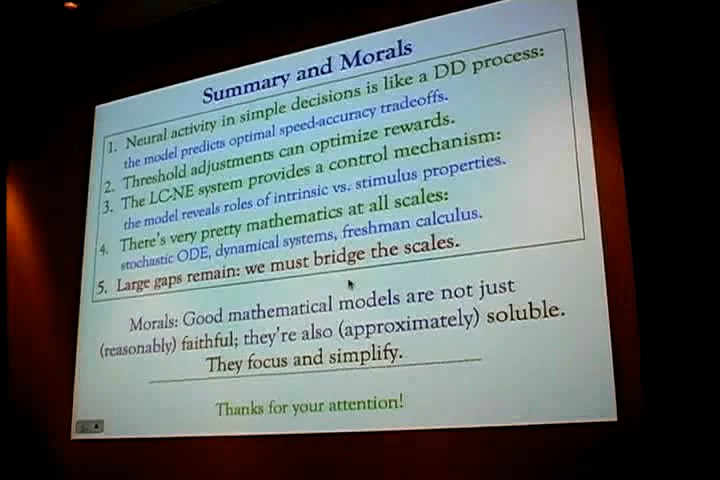 Summary and Morals
1. Neural activity in simple decisions is like a DD process:
the model predicts optimal speed-accuracy tradeoffs.
2. Threshold adjustments can optimize rewards.
3. The LC-NE system provides a control mechanism:
the model reveals roles of intrinsic vs. stimulus properties.
4. There's very pretty mathematics at all scales:
stochastic ODE, dynamical systems, freshman calculus.
5. Large gaps remain: we must bridge the scales.
Morals: Good mathematical models are not just
(reasonably) faithful; they're also (approximately) soluble.
They focus and simplify.
Thanks for your attention!